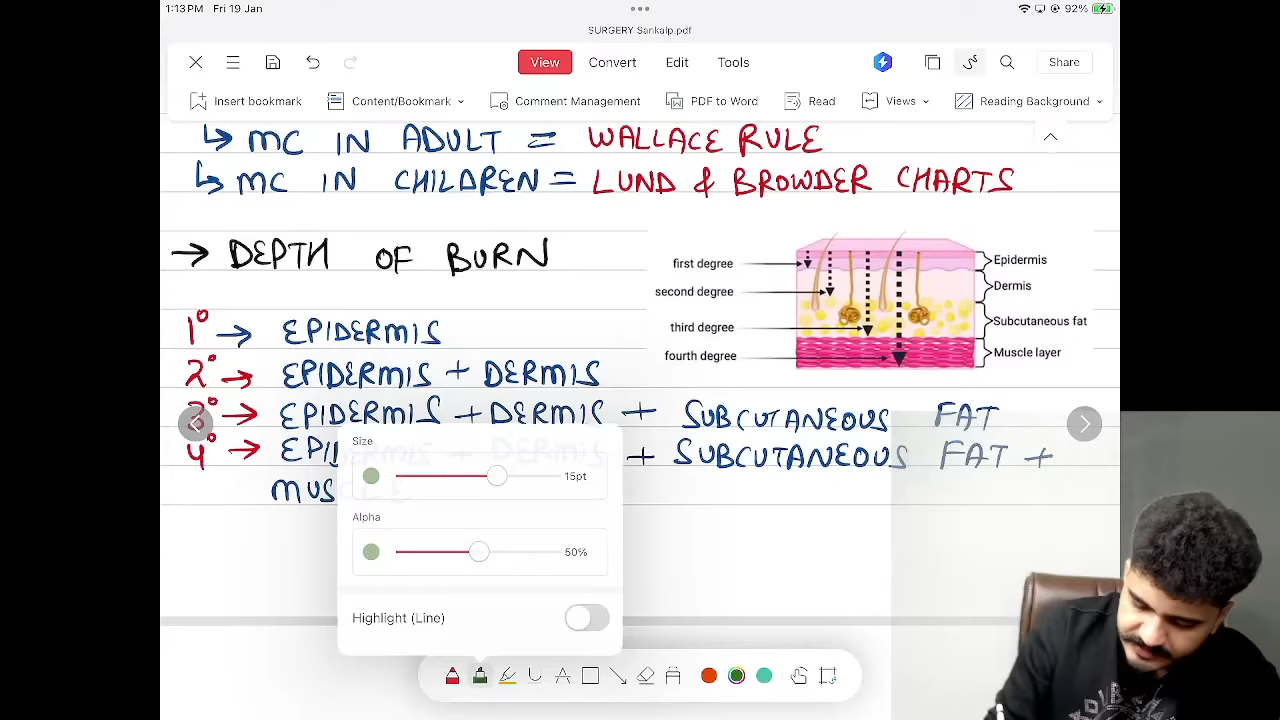 1:13 PM Fri 19 Jan
92%
SURGERY Sankalp.pdf
View Convert Edit Tools
Share
Insert bookmark Content/Bookmark Comment Management PDF to Word Read Views Reading Background
↳ MC IN ADULT = WALLACE RULE
↳ MC IN CHILDREN = LUND & BROWDER CHARTS
→ DEPTH OF BURN
first degree
second degree
third degree
fourth degree
Epidermis
Dermis
Subcutaneous fat
Muscle layer
1° → EPIDERMIS
2° → EPIDERMIS + DERMIS
3° → EPIDERMIS + DERMIS + SUBCUTANEOUS FAT
4° → EPIDERMIS + DERMIS + SUBCUTANEOUS FAT +
Size
15pt
Alpha
50%
Highlight (Line)